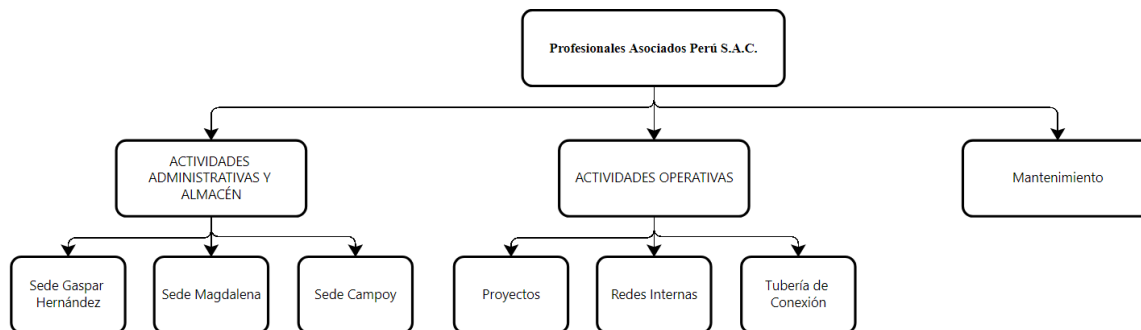 Profesionales Asociados Perú S.A.C.
ACTIVIDADES
ADMINISTRATIVAS Y
ALMACÉN
ACTIVIDADES OPERATIVAS
Mantenimiento
Sede Gaspar
Hernández
Sede Magdalena
Sede Campoy
Proyectos
Redes Internas
Tubería de
Conexión